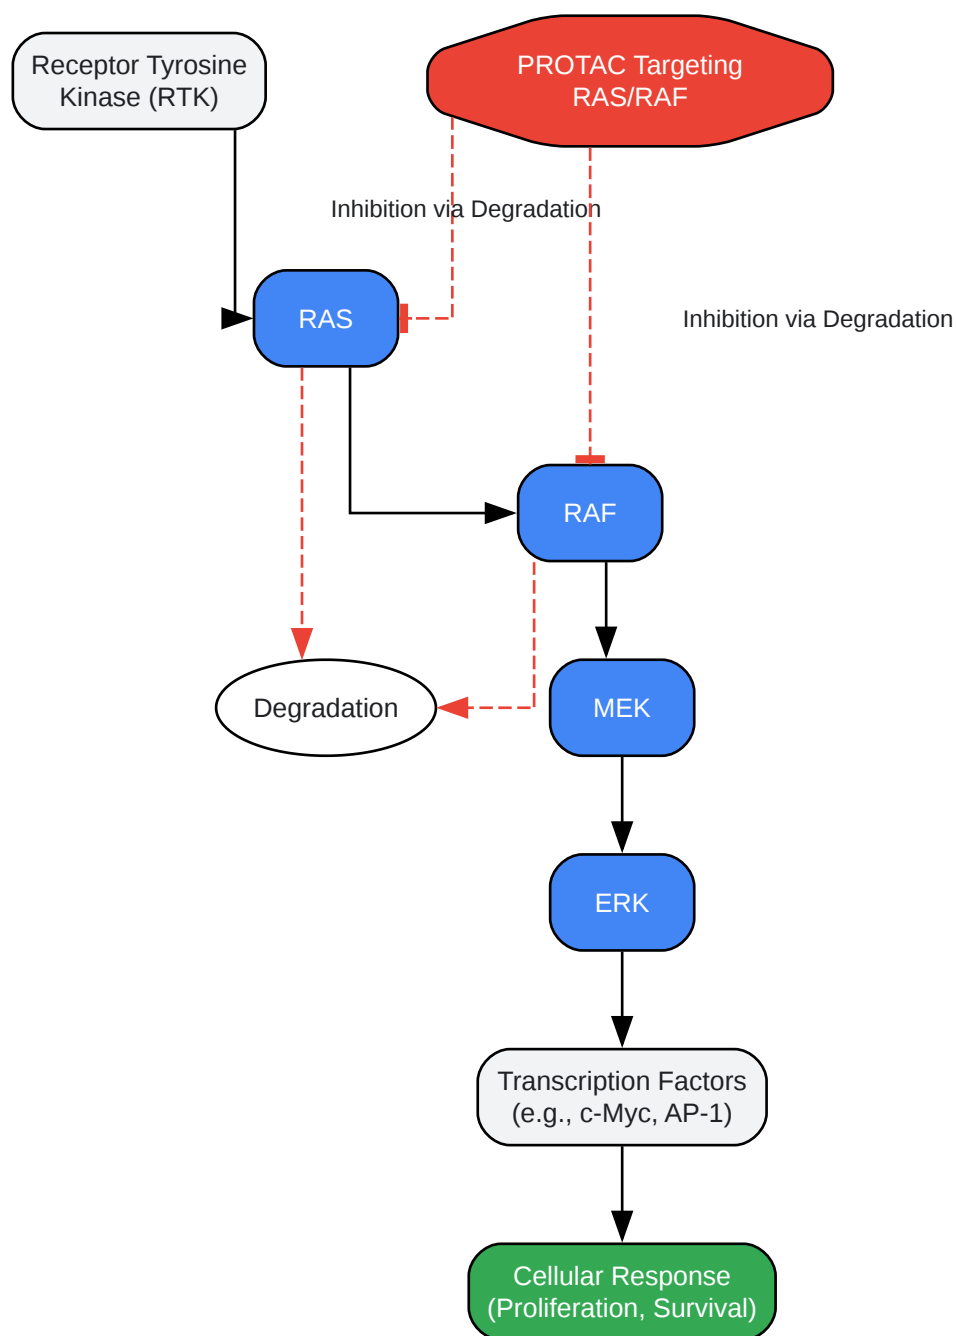 Receptor Tyrosine
Kinase (RTK)
PROTAC Targeting
RAS/RAF
Inhibition via Degradation
RAS
Inhibition via Degradation
RAF
Degradation
MEK
ERK
Transcription Factors
(e.g., c-Myc, AP-1)
Cellular Response
(Proliferation, Survival)